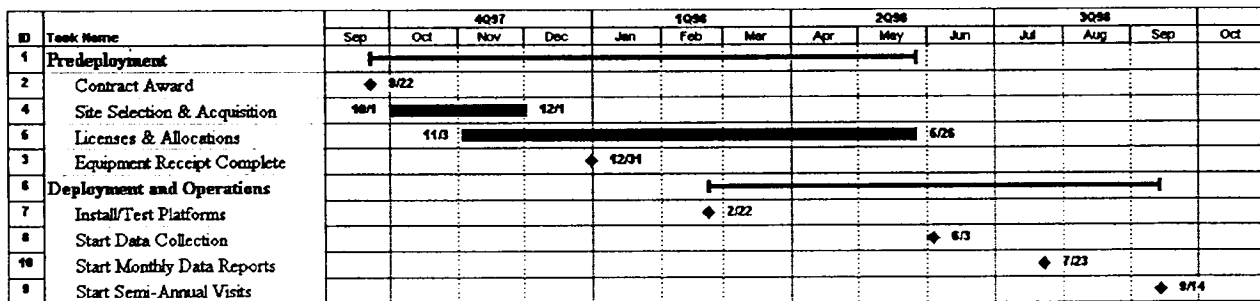 4Q97 1Q98 2Q98 3Q98
ID Task Name Sep Oct Nov Dec Jan Feb Mar Apr May Jun Jul Aug Sep Oct
1 Predeployment
2 Contract Award 9/22
4 Site Selection & Acquisition 10/1 12/1
5 Licenses & Allocations 11/3 5/26
3 Equipment Receipt Complete 12/31
6 Deployment and Operations
7 Install/Test Platforms 2/22
8 Start Data Collection 6/3
10 Start Monthly Data Reports 7/23
9 Start Semi-Annual Visits 9/14